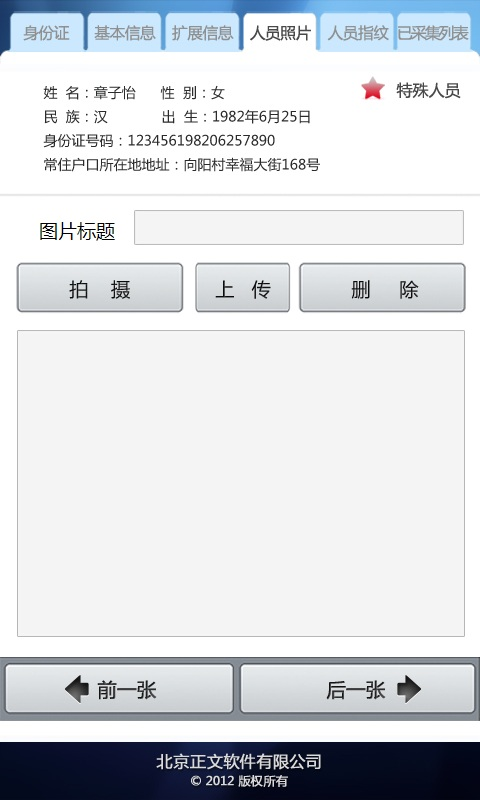 身份证 基本信息 扩展信息 人员照片 人员指纹 已采集列表
姓 名：章子怡 性 别：女 特殊人员
民 族：汉 出 生：1982年6月25日
身份证号码：123456198206257890
常住户口所在地地址：向阳村幸福大街168号
图片标题
拍 摄 上 传 删 除
前一张 后一张
北京正文软件有限公司
© 2012 版权所有